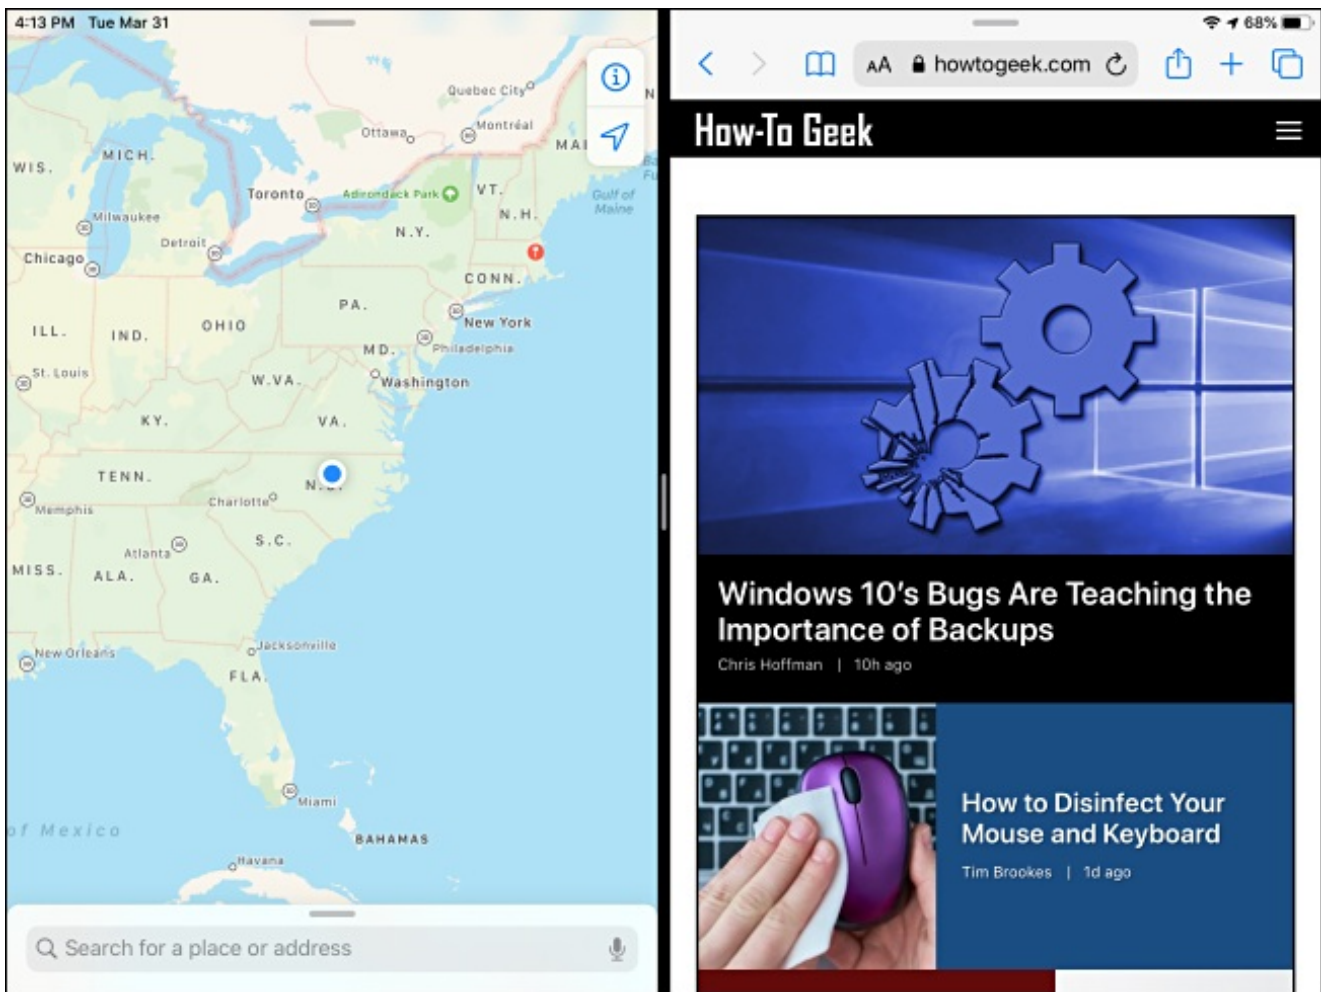 4:13 PM Tue Mar 31
Quebec City
Ottawa
Montréal
MICH.
WIS.
Toronto
Adirondack Park
VT.
Gulf of
Maine
Milwaukee
N.H.
Detroit
N.Y.
Chicago
CONN.
PA.
New York
ILL.
IND.
OHIO
MD.
Philadelphia
St. Louis
W.VA.
Washington
KY.
VA.
TENN.
Charlotte
Memphis
Atlanta
S.C.
MISS.
ALA.
GA.
New Orleans
Jacksonville
FLA.
Miami
of Mexico
BAHAMAS
Havana
Search for a place or address
68%
AA howtogeek.com
How-To Geek
Windows 10's Bugs Are Teaching the
Importance of Backups
Chris Hoffman | 10h ago
How to Disinfect Your
Mouse and Keyboard
Tim Brookes | 1d ago